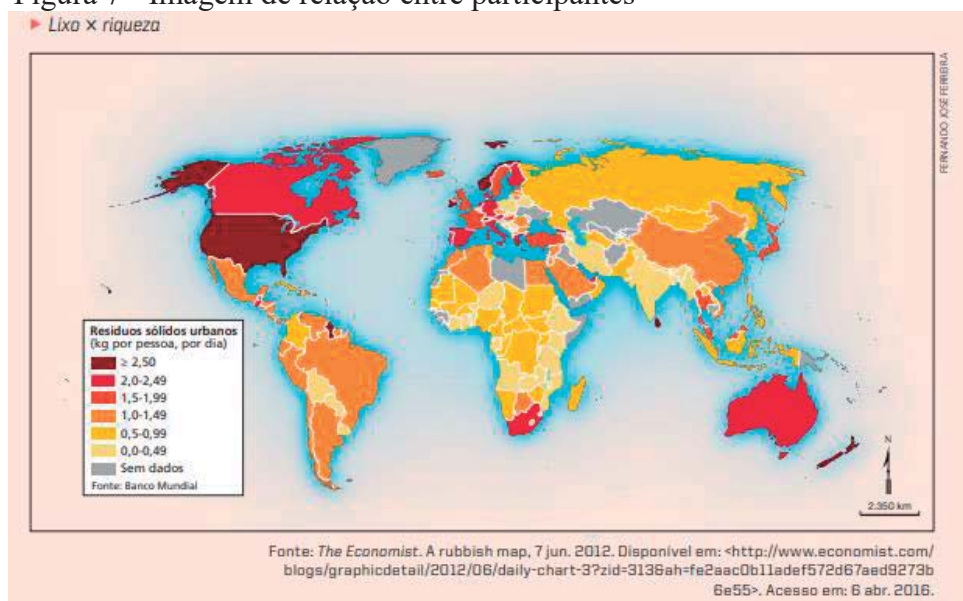 Figura 7 - Imagem de relação entre participantes
Lixo × riqueza
FERNANDO JOSÉ FERREIRA
Resíduos sólidos urbanos
(kg por pessoa, por dia)
≥ 2,50
2,0-2,49
1,5-1,99
1,0-1,49
0,5-0,99
0,0-0,49
Sem dados
Fonte: Banco Mundial
N
2.350 km
Fonte: The Economist. A rubbish map, 7 jun. 2012. Disponível em: <http://www.economist.com/
blogs/graphicdetail/2012/06/daily-chart-3?zid=313&ah=fe2aac0b11adef572d67aed9273b
6e55>. Acesso em: 6 abr. 2016.